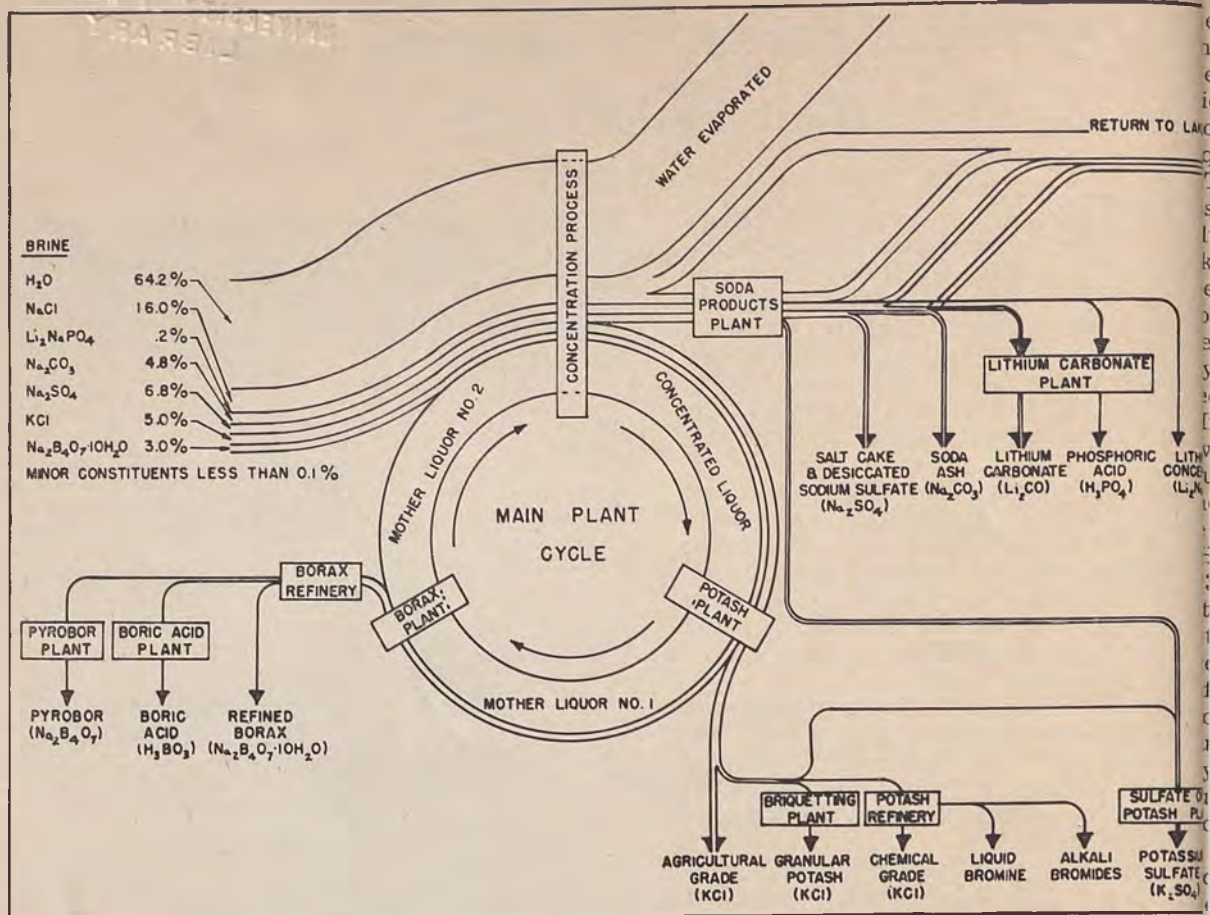 UNIVERSITY
LIBRARY
WATER EVAPORATED
RETURN TO
CONCENTRATION PROCESS
BRINE
H₂O 64.2%
NaCl 16.0%
Li₂NaPO₄ .2%
Na₂CO₃ 4.8%
Na₂SO₄ 6.8%
KCl 5.0%
Na₂B₄O₇·10H₂O 3.0%
MINOR CONSTITUENTS LESS THAN 0.1%
SODA
PRODUCTS
PLANT
LITHIUM CARBONATE
PLANT
SALT CAKE
& DESICCATED
SODIUM SULFATE
(Na₂SO₄)
SODA
ASH
(Na₂CO₃)
LITHIUM
CARBONATE
(Li₂CO)
PHOSPHORIC
ACID
(H₃PO₄)
MOTHER LIQUOR NO. 2
CONCENTRATED LIQUOR
MAIN PLANT
CYCLE
MOTHER LIQUOR NO. 1
BORAX
PLANT
POTASH
PLANT
BORAX
REFINERY
PYROBOR
PLANT
BORIC ACID
PLANT
PYROBOR
(Na₂B₄O₇)
BORIC
ACID
(H₃BO₃)
REFINED
BORAX
(Na₂B₄O₇·10H₂O)
BRIQUETTING
PLANT
POTASH
REFINERY
SULFATE
POTASH
AGRICULTURAL
GRADE
(KCl)
GRANULAR
POTASH
(KCl)
CHEMICAL
GRADE
(KCl)
LIQUID
BROMINE
ALKALI
BROMIDES
SULFATE
(K₂SO₄)